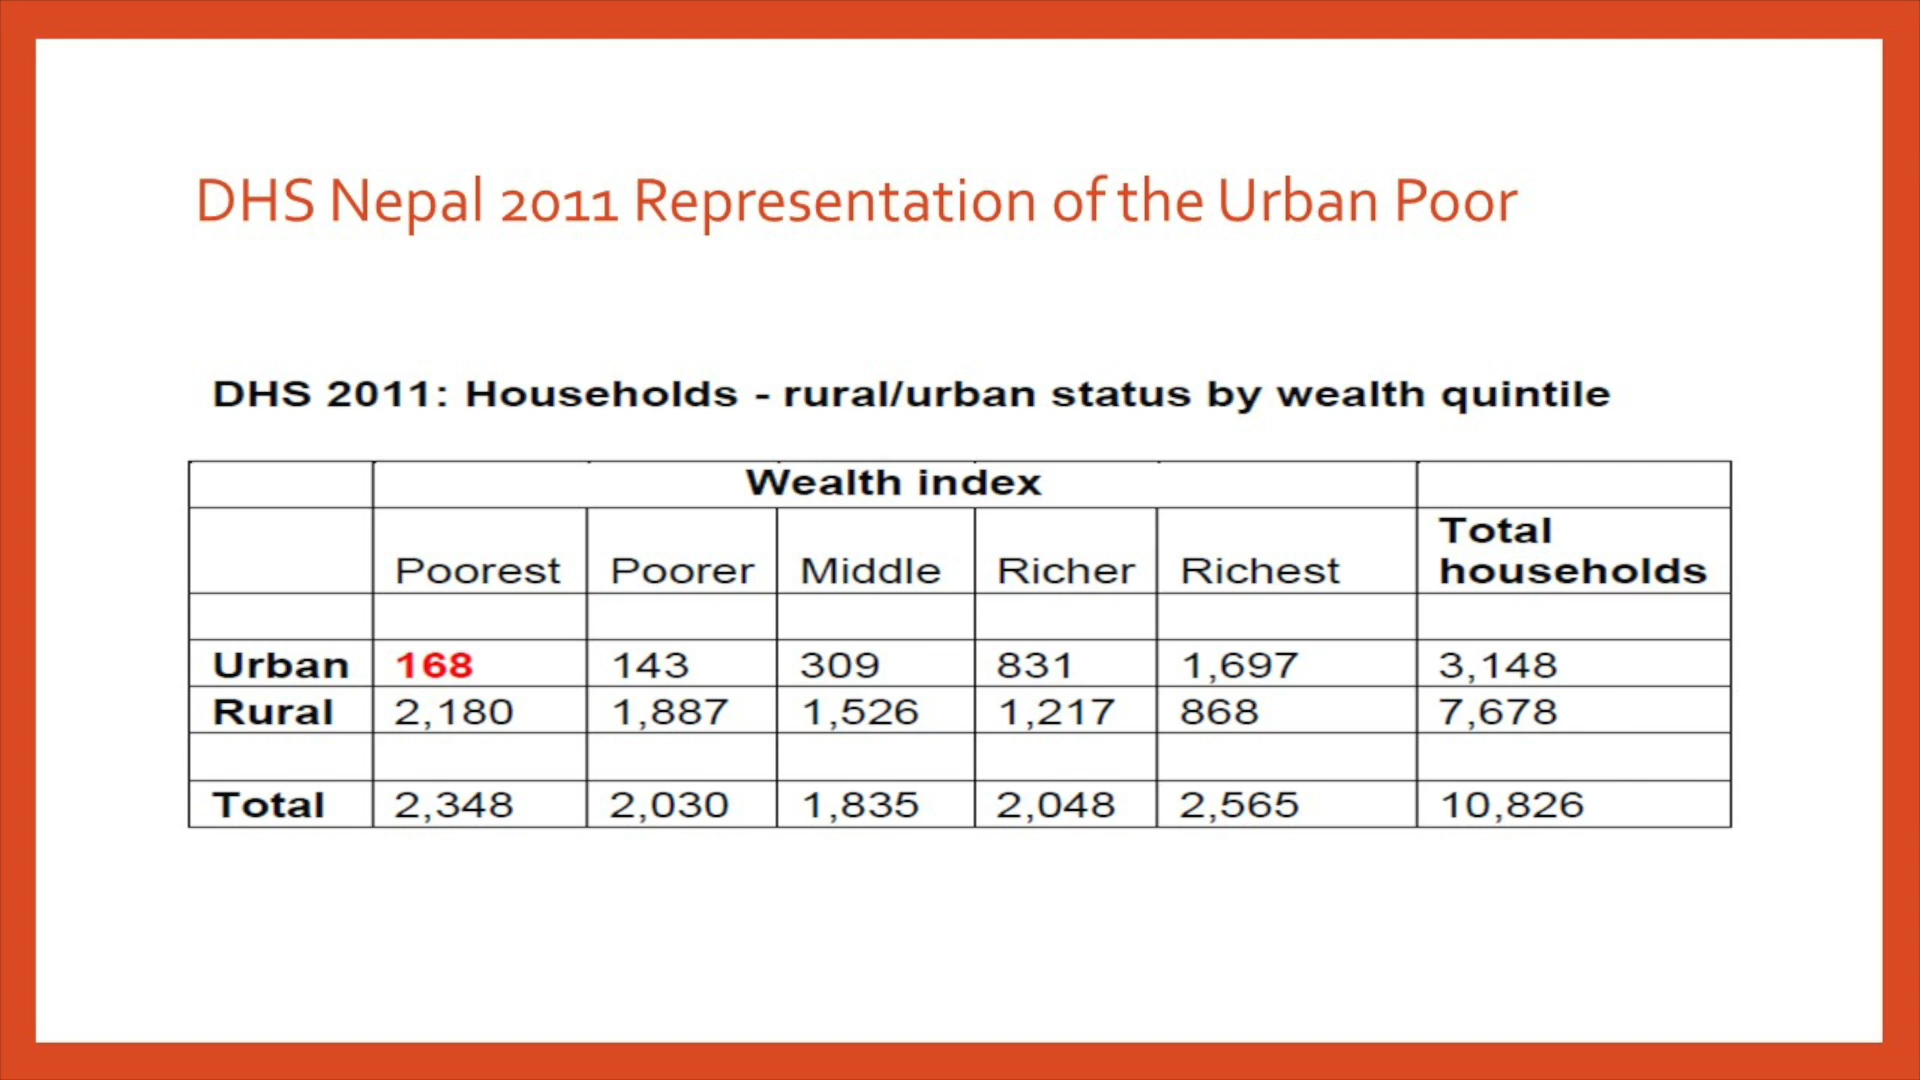 DHS Nepal 2011 Representation of the Urban Poor
DHS 2011: Households - rural/urban status by wealth quintile
Wealth index
Poorest Poorer Middle Richer Richest Total households
Urban 168 143 309 831 1,697 3,148
Rural 2,180 1,887 1,526 1,217 868 7,678
Total 2,348 2,030 1,835 2,048 2,565 10,826